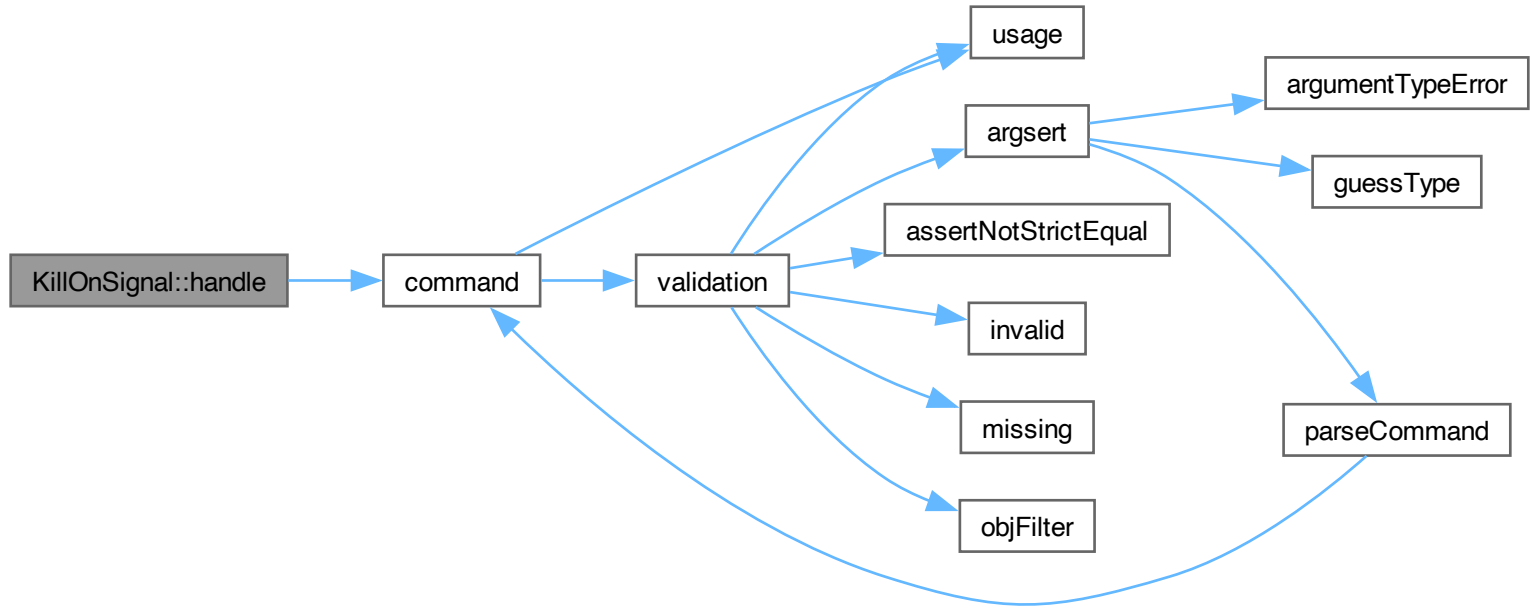 usage
argumentTypeError
argsert
guessType
assertNotStrictEqual
KillOnSignal::handle
command
validation
invalid
missing
parseCommand
objFilter